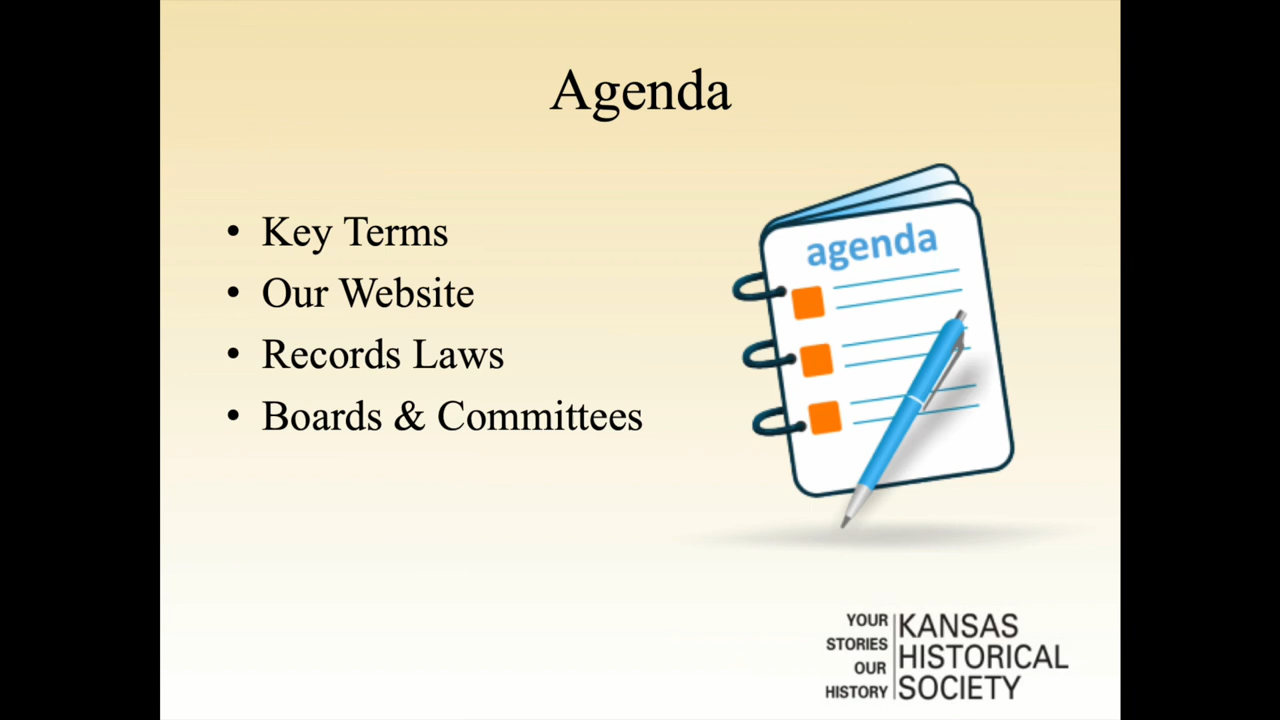 Agenda
• Key Terms
• Our Website
• Records Laws
• Boards & Committees
agenda
YOUR
STORIES
OUR
HISTORY
KANSAS
HISTORICAL
SOCIETY